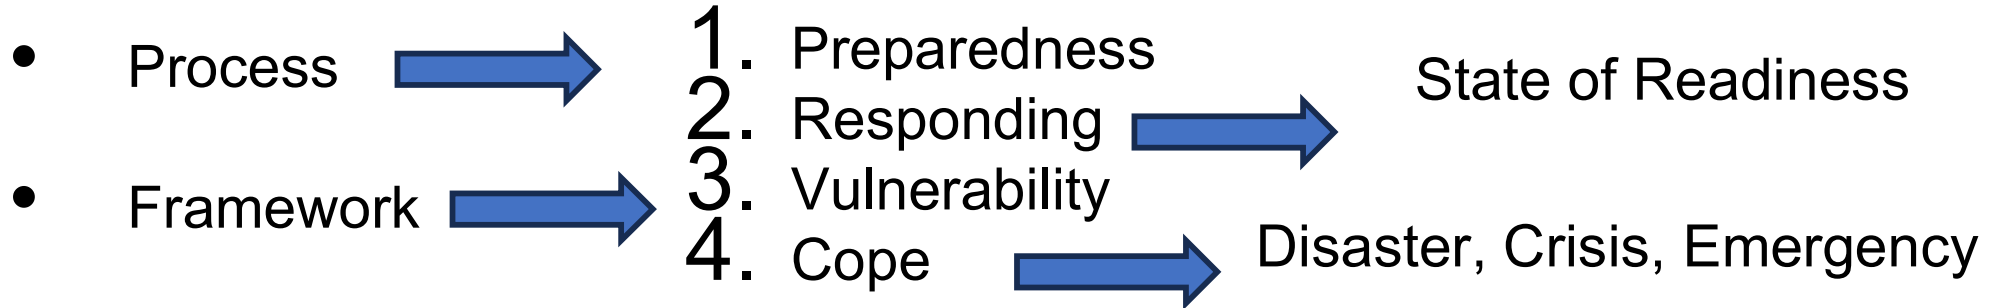 • Process
• Framework
1. Preparedness
2. Responding
3. Vulnerability
4. Cope
State of Readiness
Disaster, Crisis, Emergency